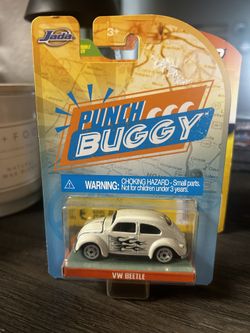 Jada
3+
PUNCH
BUGGY
WARNING: CHOKING HAZARD - Small parts.
Not for children under 3 years.
VW BEETLE